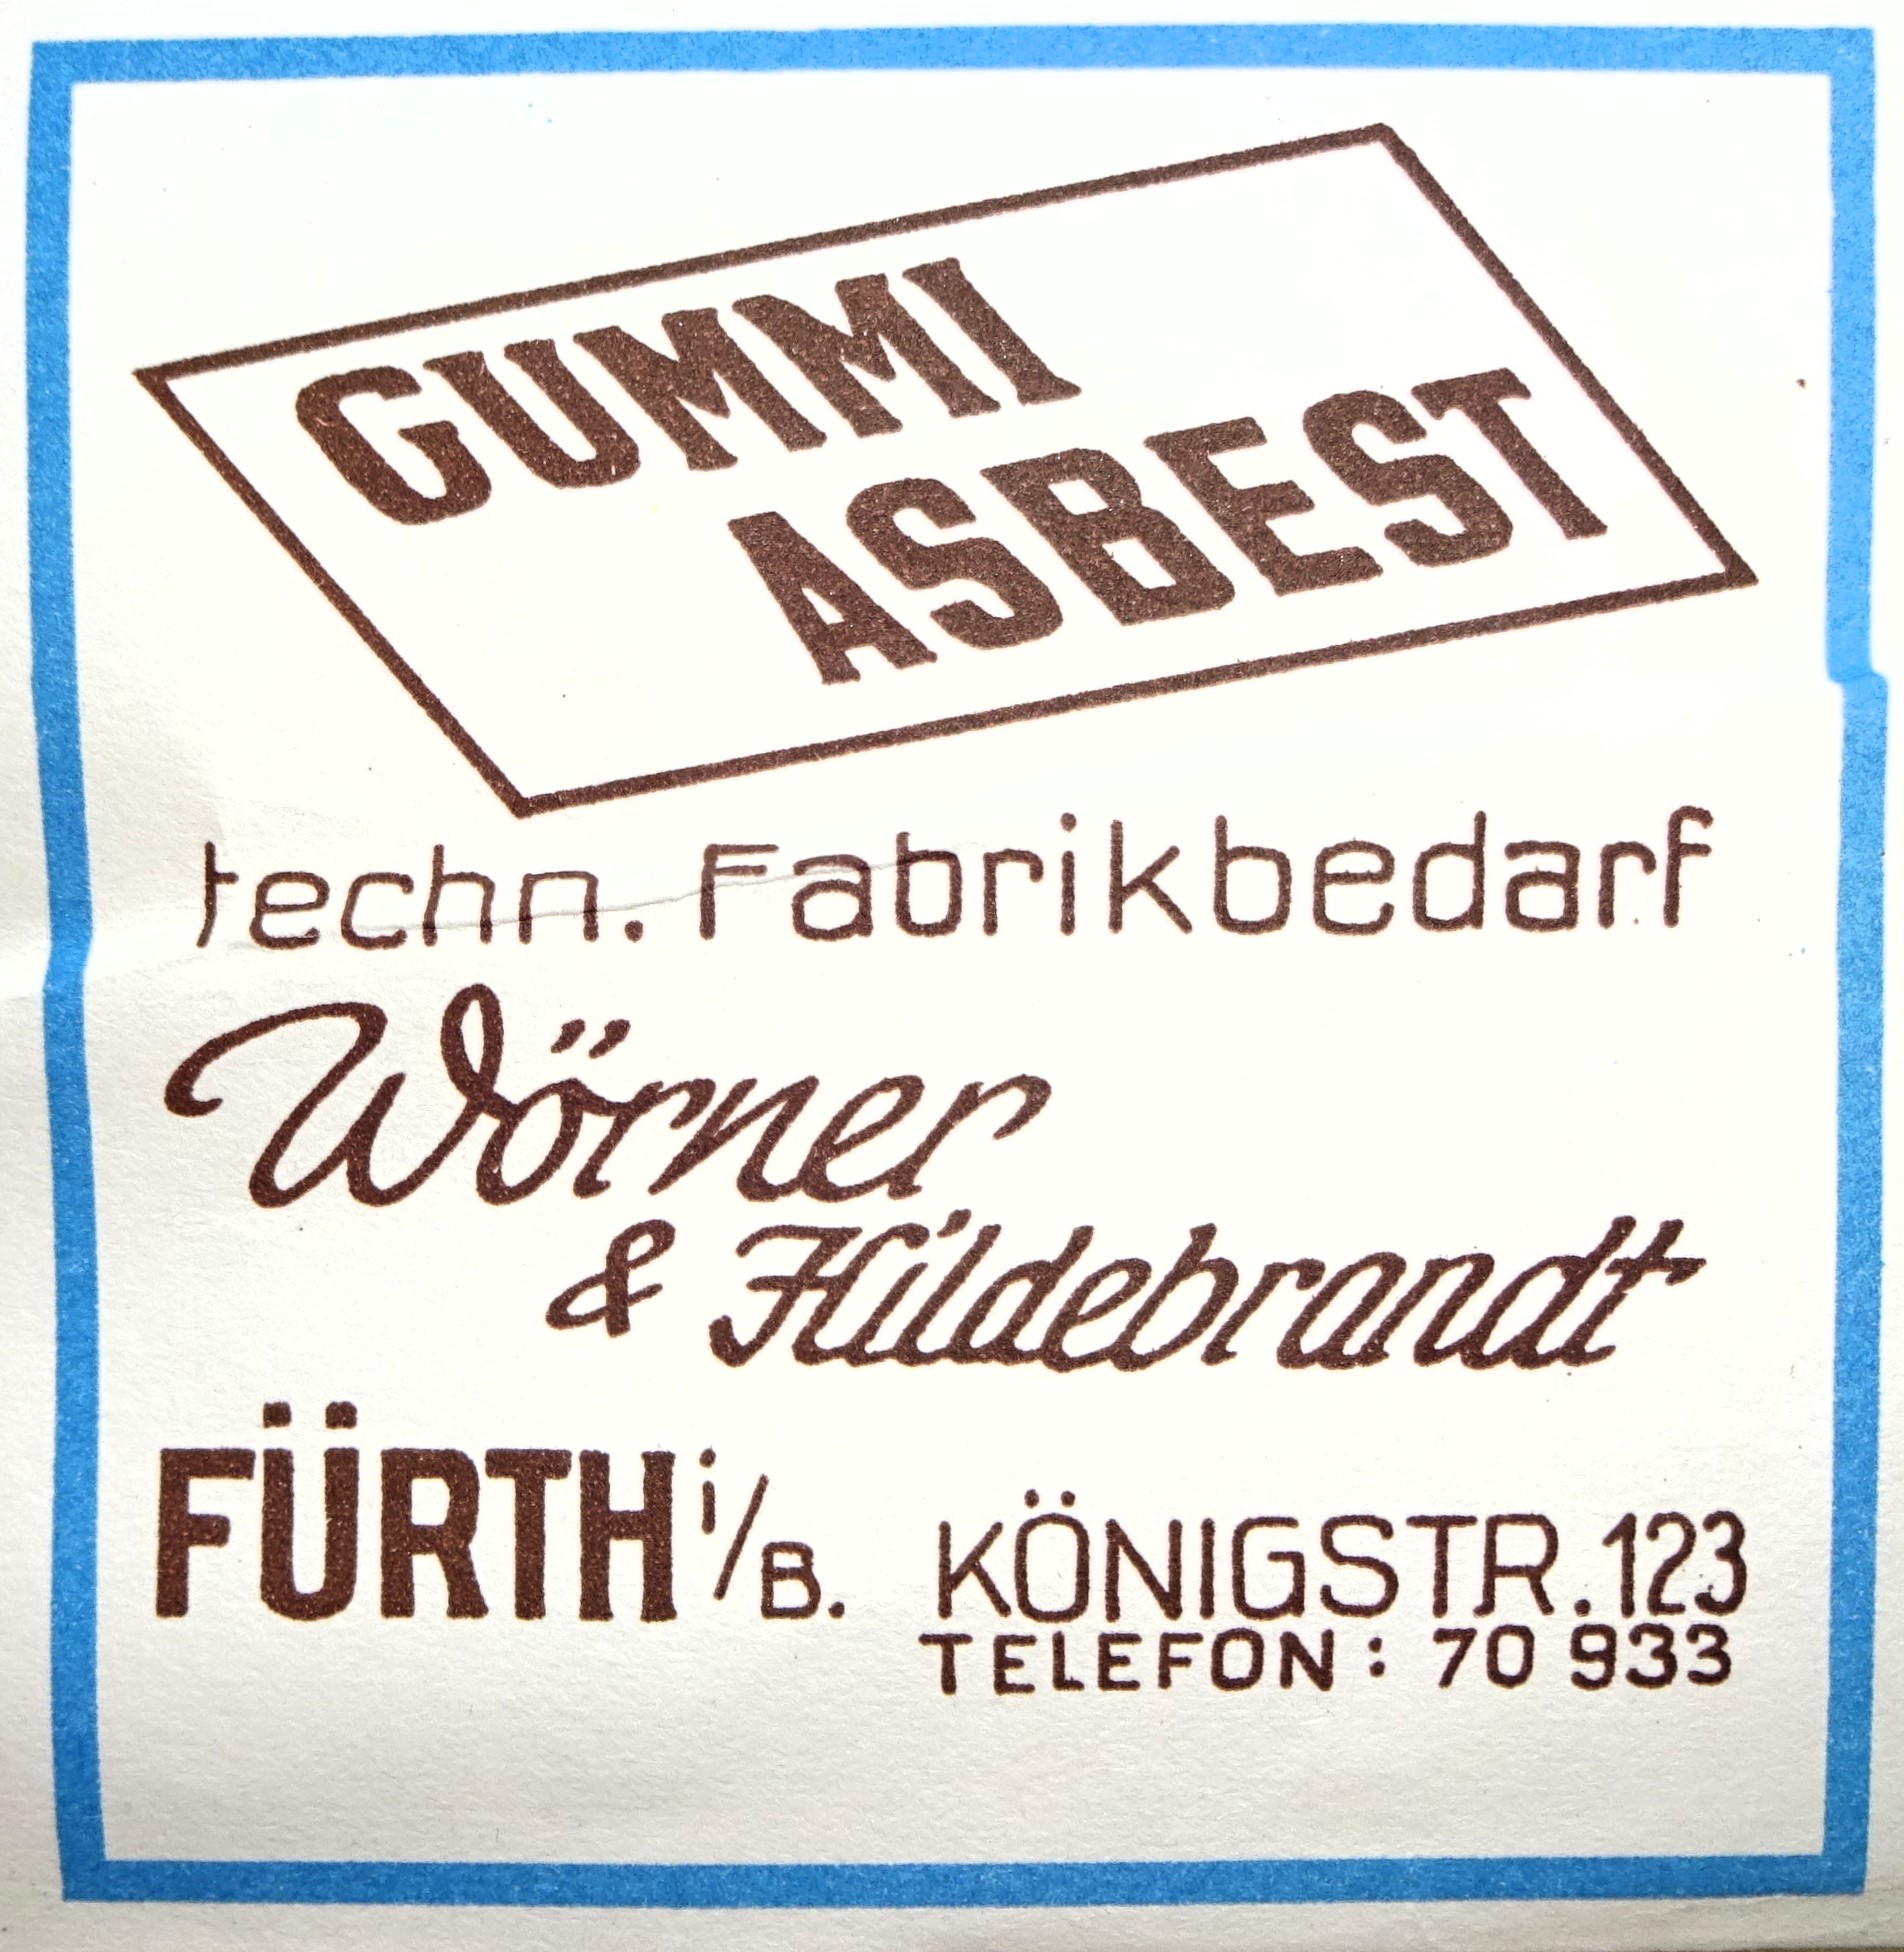 GUMMI
ASBEST
techn. Fabrikbedarf
Wörner
& Hildebrandt
FÜRTH i/B. KÖNIGSTR. 123
TELEFON: 70 933